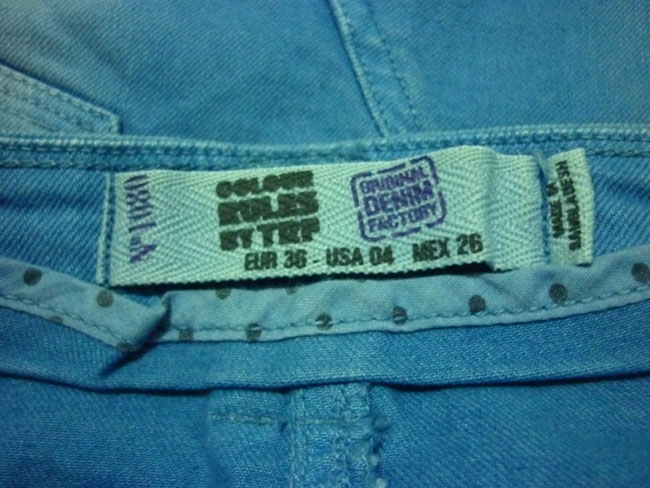 COLOUR
RULES
BY TRF
ORIGINAL
DENIM
FACTORY
EUR 36 - USA 04 MEX 26
MADE IN
BANGLADESH